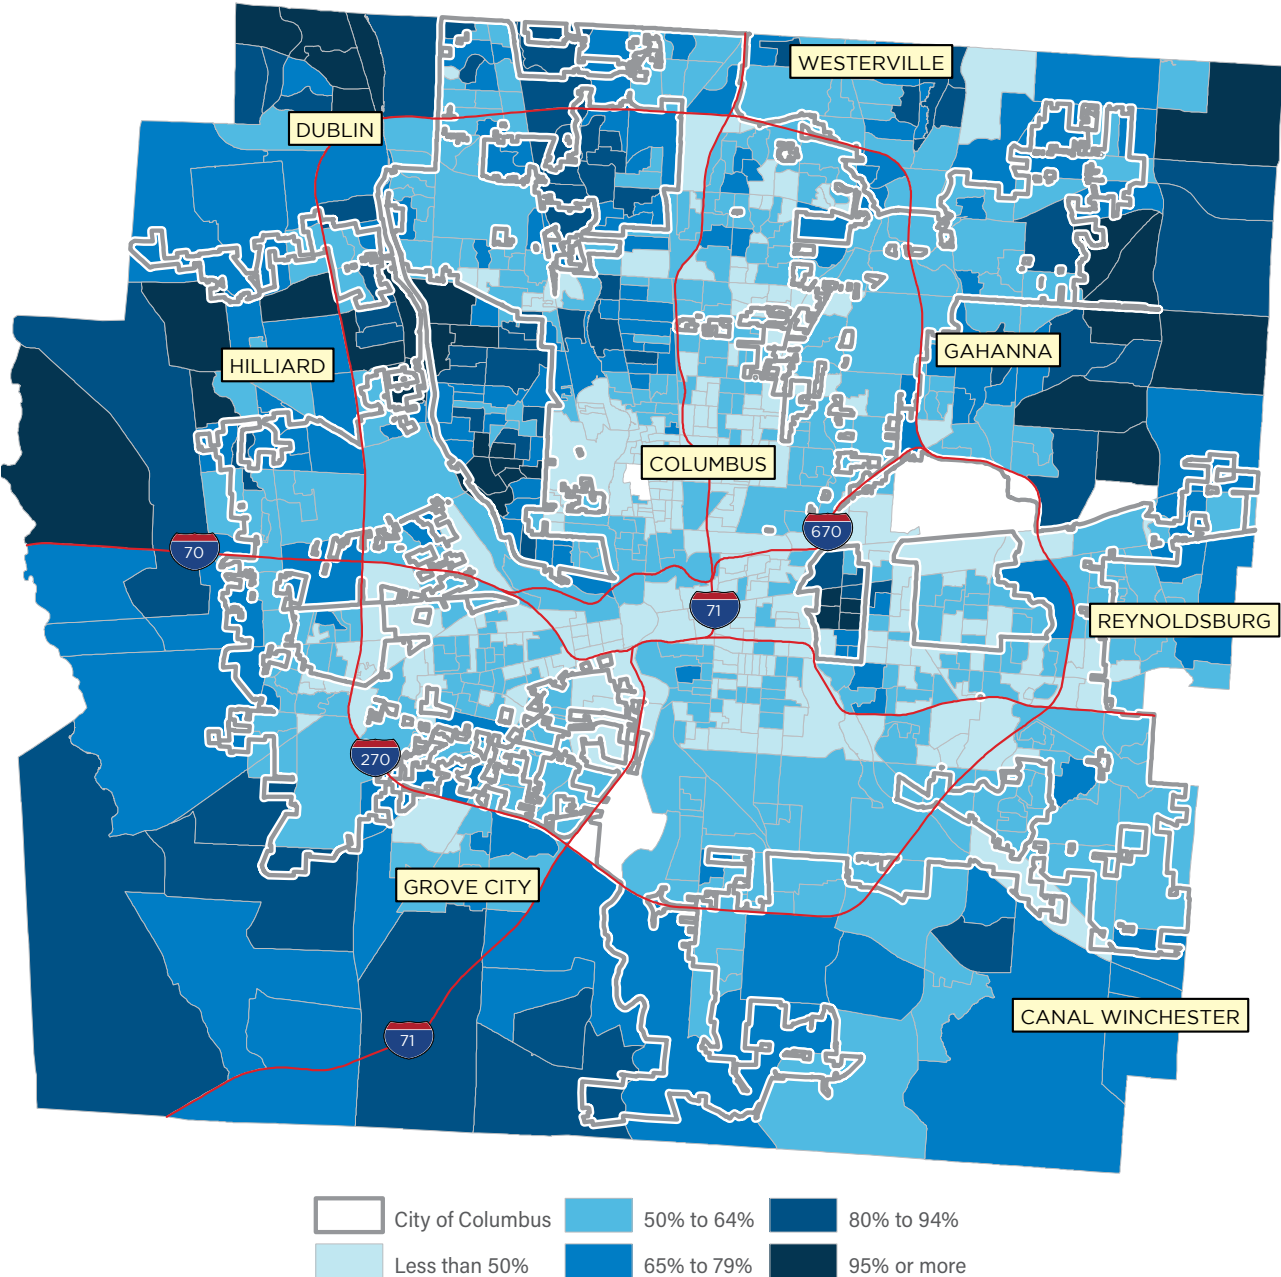 WESTERVILLE
DUBLIN
GAHANNA
HILLIARD
COLUMBUS
670
70
71
REYNOLDSBURG
270
GROVE CITY
CANAL WINCHESTER
71
City of Columbus 50% to 64% 80% to 94%
Less than 50% 65% to 79% 95% or more